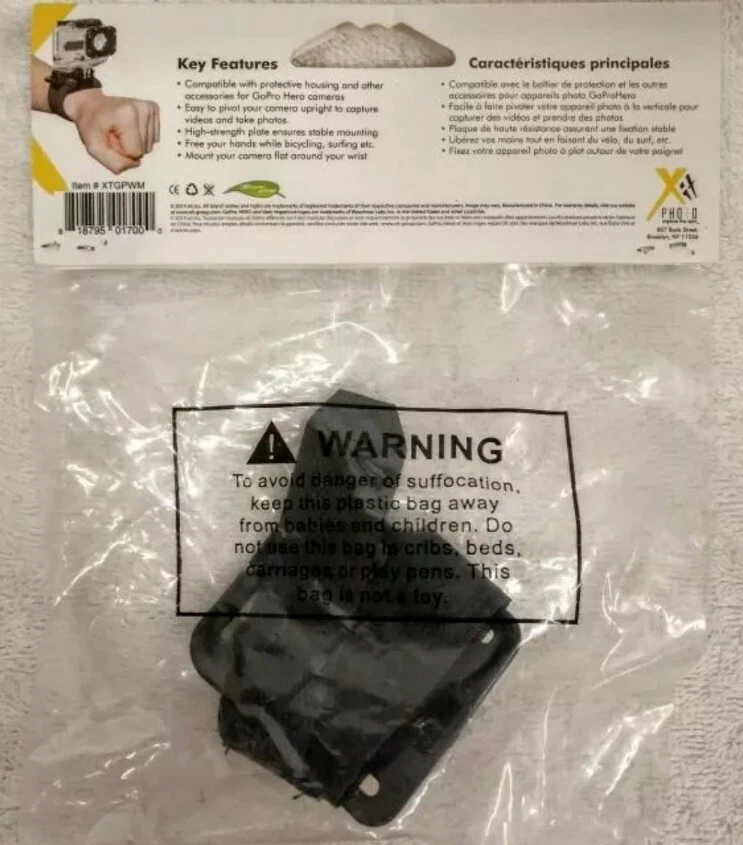 Key Features
• Compatible with protective housing and other
accessories for GoPro Hero cameras
• Easy to pivot your camera upright to capture
videos and take photos.
• High-strength plate ensures stable mounting
• Free your hands while bicycling, surfing etc.
• Mount your camera flat around your wrist
Caractéristiques principales
• Compatible avec le boîtier de protection et les autres
accessoires pour appareils photo GoProHero
• Facile à faire pivoter votre appareil photo à la verticale pour
capturer des vidéos et prendre des photos
• Plaque de haute résistance assurant une fixation stable
• Libérez vos mains tout en faisant du vélo, du surf, etc.
• Fixez votre appareil photo à plat autour de votre poignet
Item # XTGPWM
8 18795 01700 0
CE
Xit
PHOTO
WARNING
To avoid danger of suffocation,
keep this plastic bag away
from babies and children. Do
not use this bag in cribs, beds,
carriages or play pens. This
bag is not a toy.